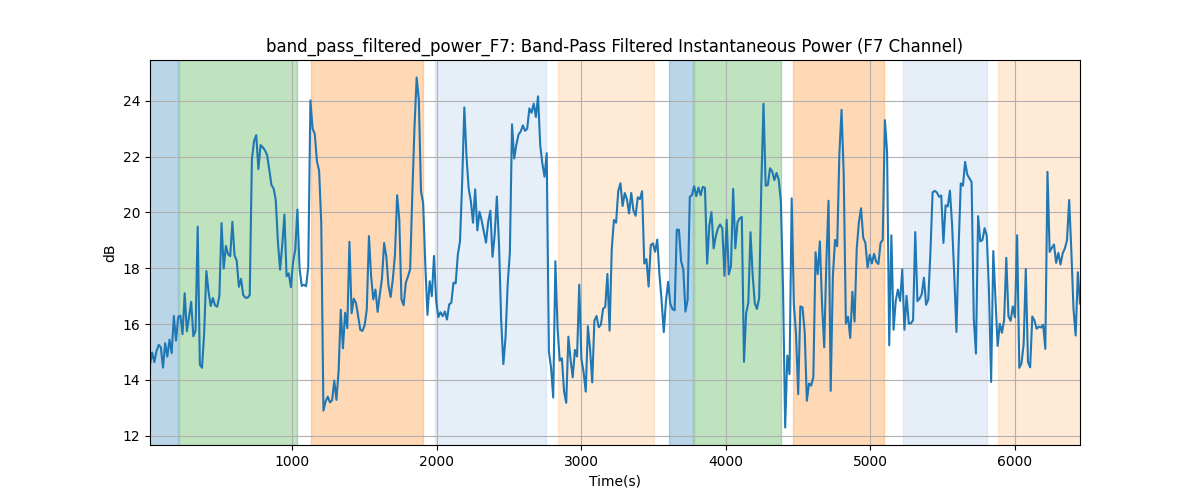 band_pass_filtered_power_F7: Band-Pass Filtered Instantaneous Power (F7 Channel)
24
22
20
18
16
14
12
dB
1000 2000 3000 4000 5000 6000
Time(s)